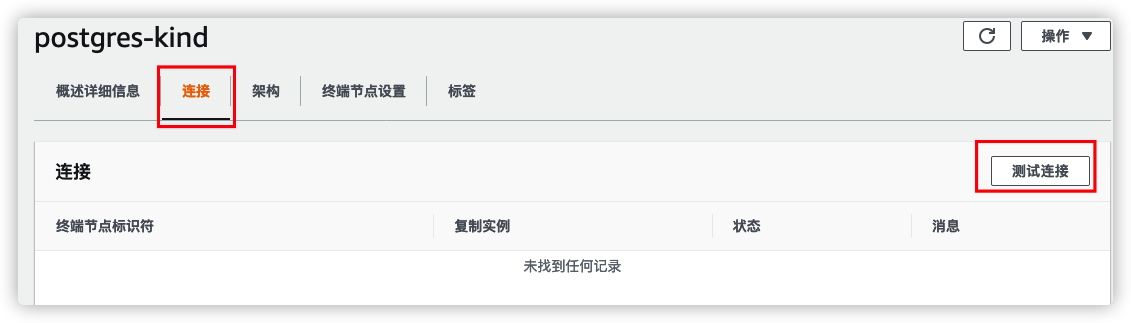 postgres-kind
操作
概述详细信息 连接 架构 终端节点设置 标签
连接
测试连接
终端节点标识符 复制实例 状态 消息
未找到任何记录